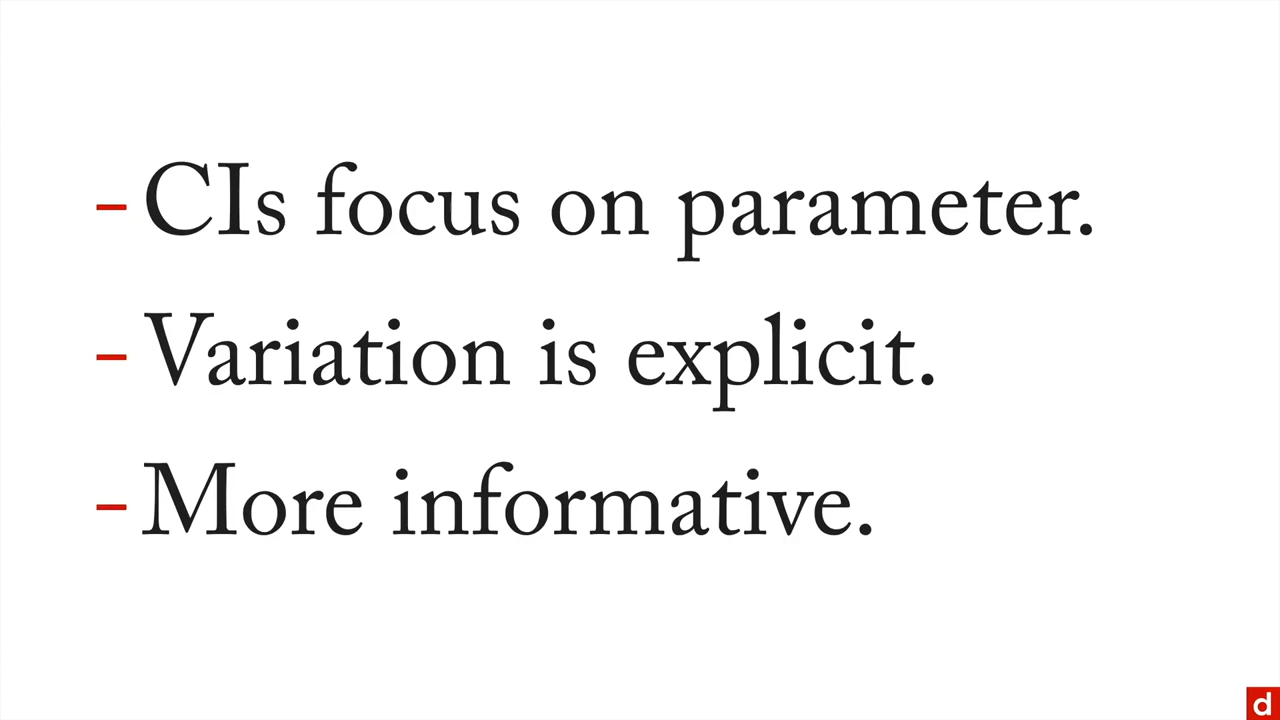 - CIs focus on parameter.
- Variation is explicit.
- More informative.
d